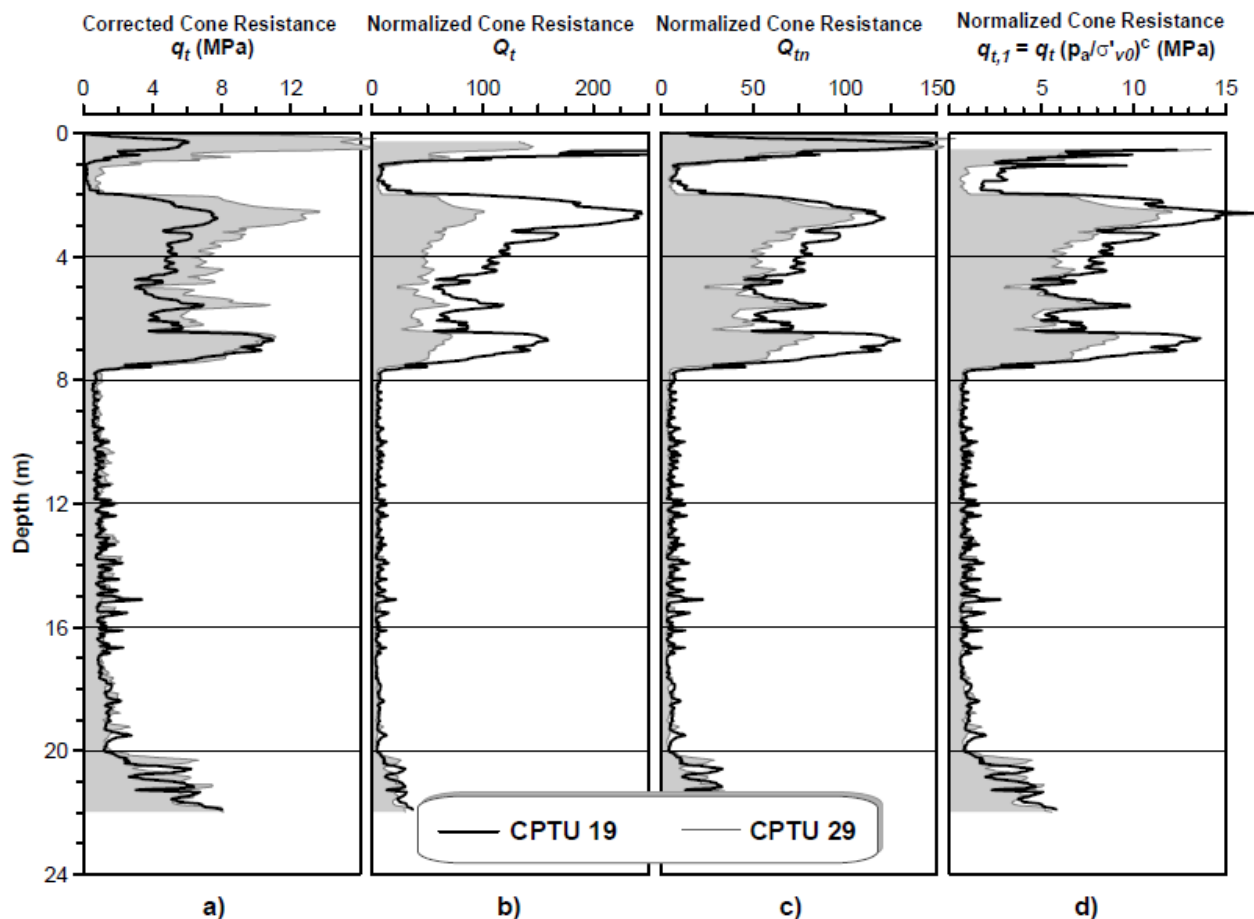 Corrected Cone Resistance
qt (MPa)
0 4 8 12
Normalized Cone Resistance
Qt
0 100 200
Normalized Cone Resistance
Qtn
0 50 100 150
Normalized Cone Resistance
qt,1 = qt (pa/σ'v0)c (MPa)
0 5 10 15
Depth (m)
0
4
8
12
16
20
24
CPTU 19 CPTU 29
a) b) c) d)